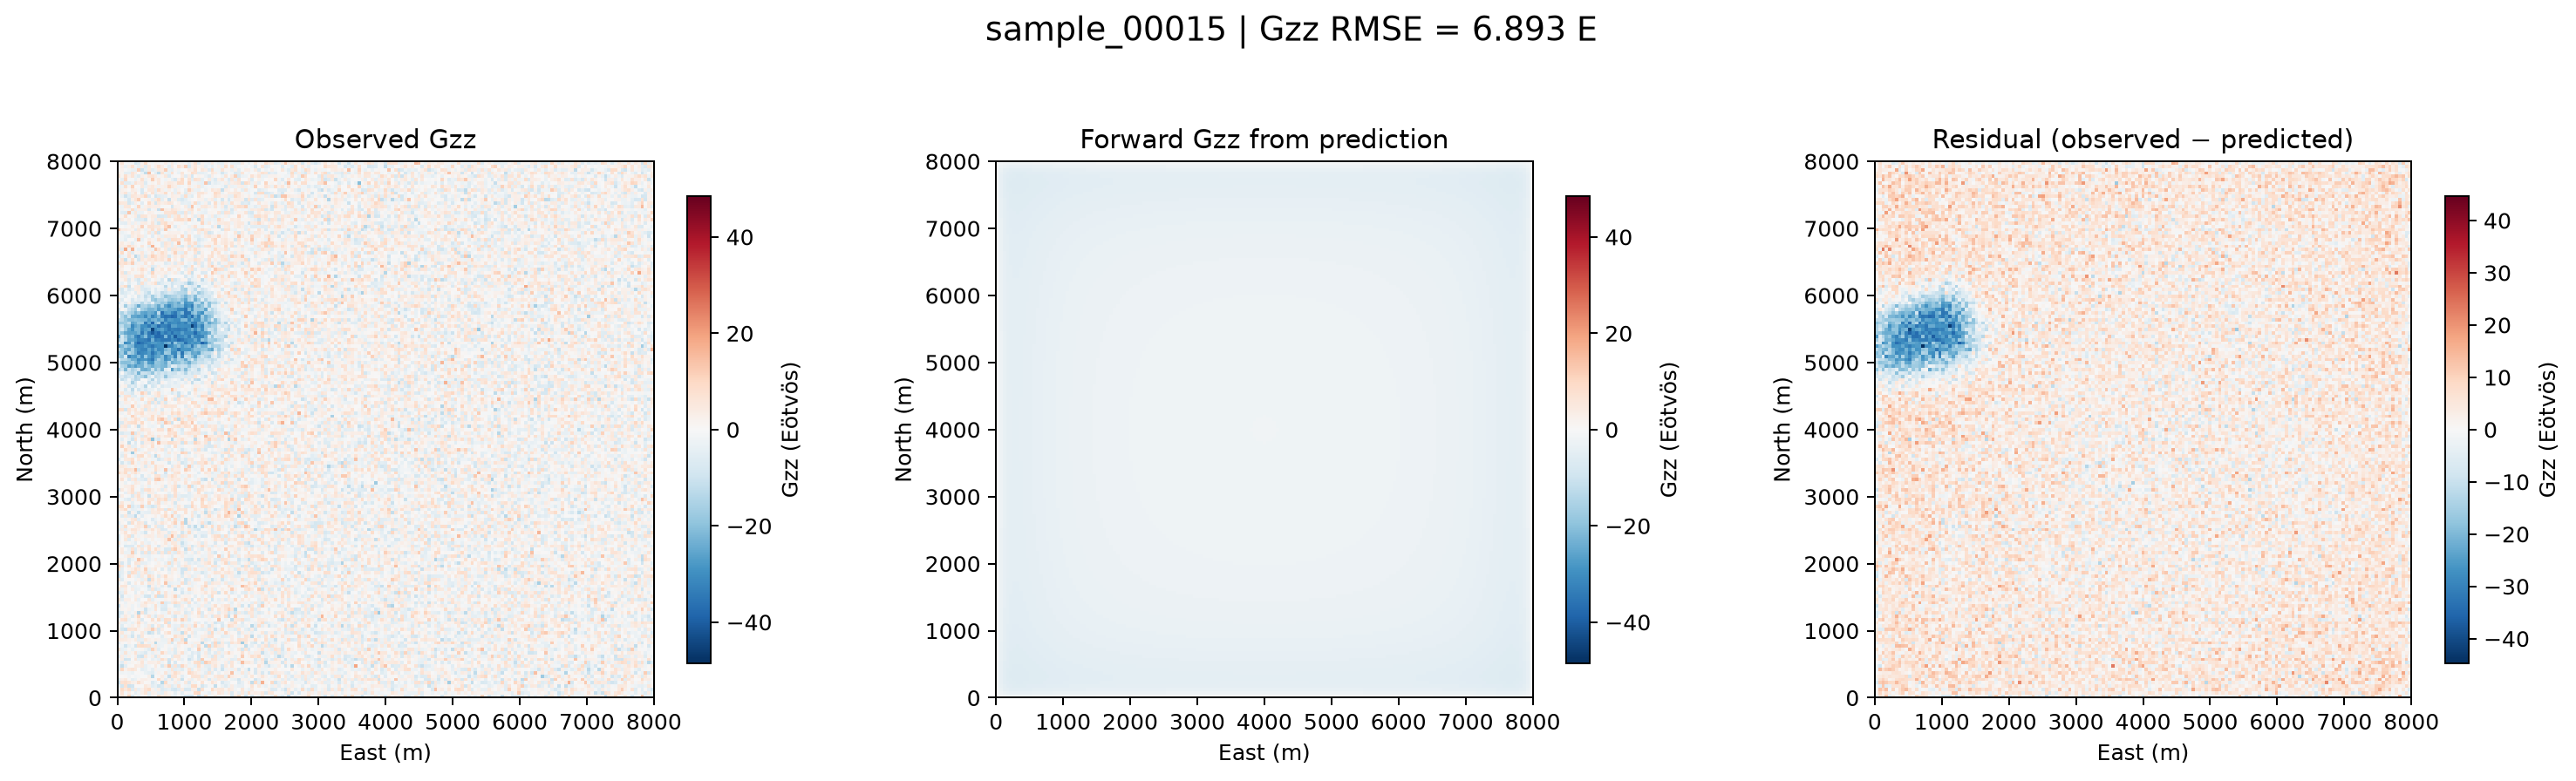 sample_00015 | Gzz RMSE = 6.893 E
Observed Gzz
8000
7000
6000
5000
4000
3000
2000
1000
0
North (m)
0 1000 2000 3000 4000 5000 6000 7000 8000
East (m)
40
20
0
−20
−40
Gzz (Eötvös)
Forward Gzz from prediction
8000
7000
6000
5000
4000
3000
2000
1000
0
North (m)
0 1000 2000 3000 4000 5000 6000 7000 8000
East (m)
40
20
0
−20
−40
Gzz (Eötvös)
Residual (observed − predicted)
8000
7000
6000
5000
4000
3000
2000
1000
0
North (m)
0 1000 2000 3000 4000 5000 6000 7000 8000
East (m)
40
30
20
10
0
−10
−20
−30
−40
Gzz (Eötvös)